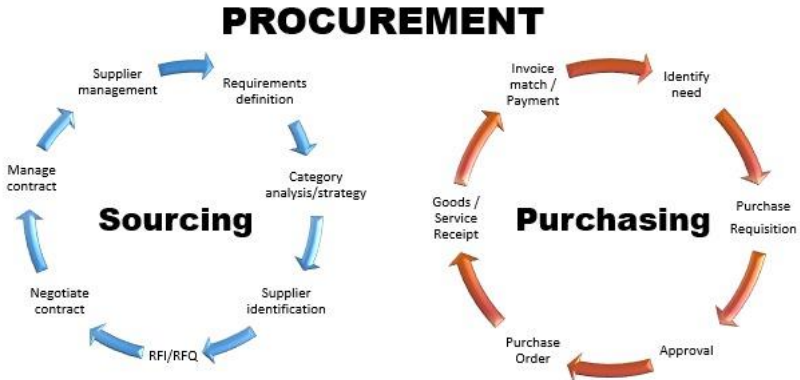 PROCUREMENT
Supplier
management
Requirements
definition
Category
analysis/strategy
Supplier
identification
RFI/RFQ
Negotiate
contract
Manage
contract
Sourcing
Invoice
match /
Payment
Identify
need
Purchase
Requisition
Approval
Purchase
Order
Goods /
Service
Receipt
Purchasing